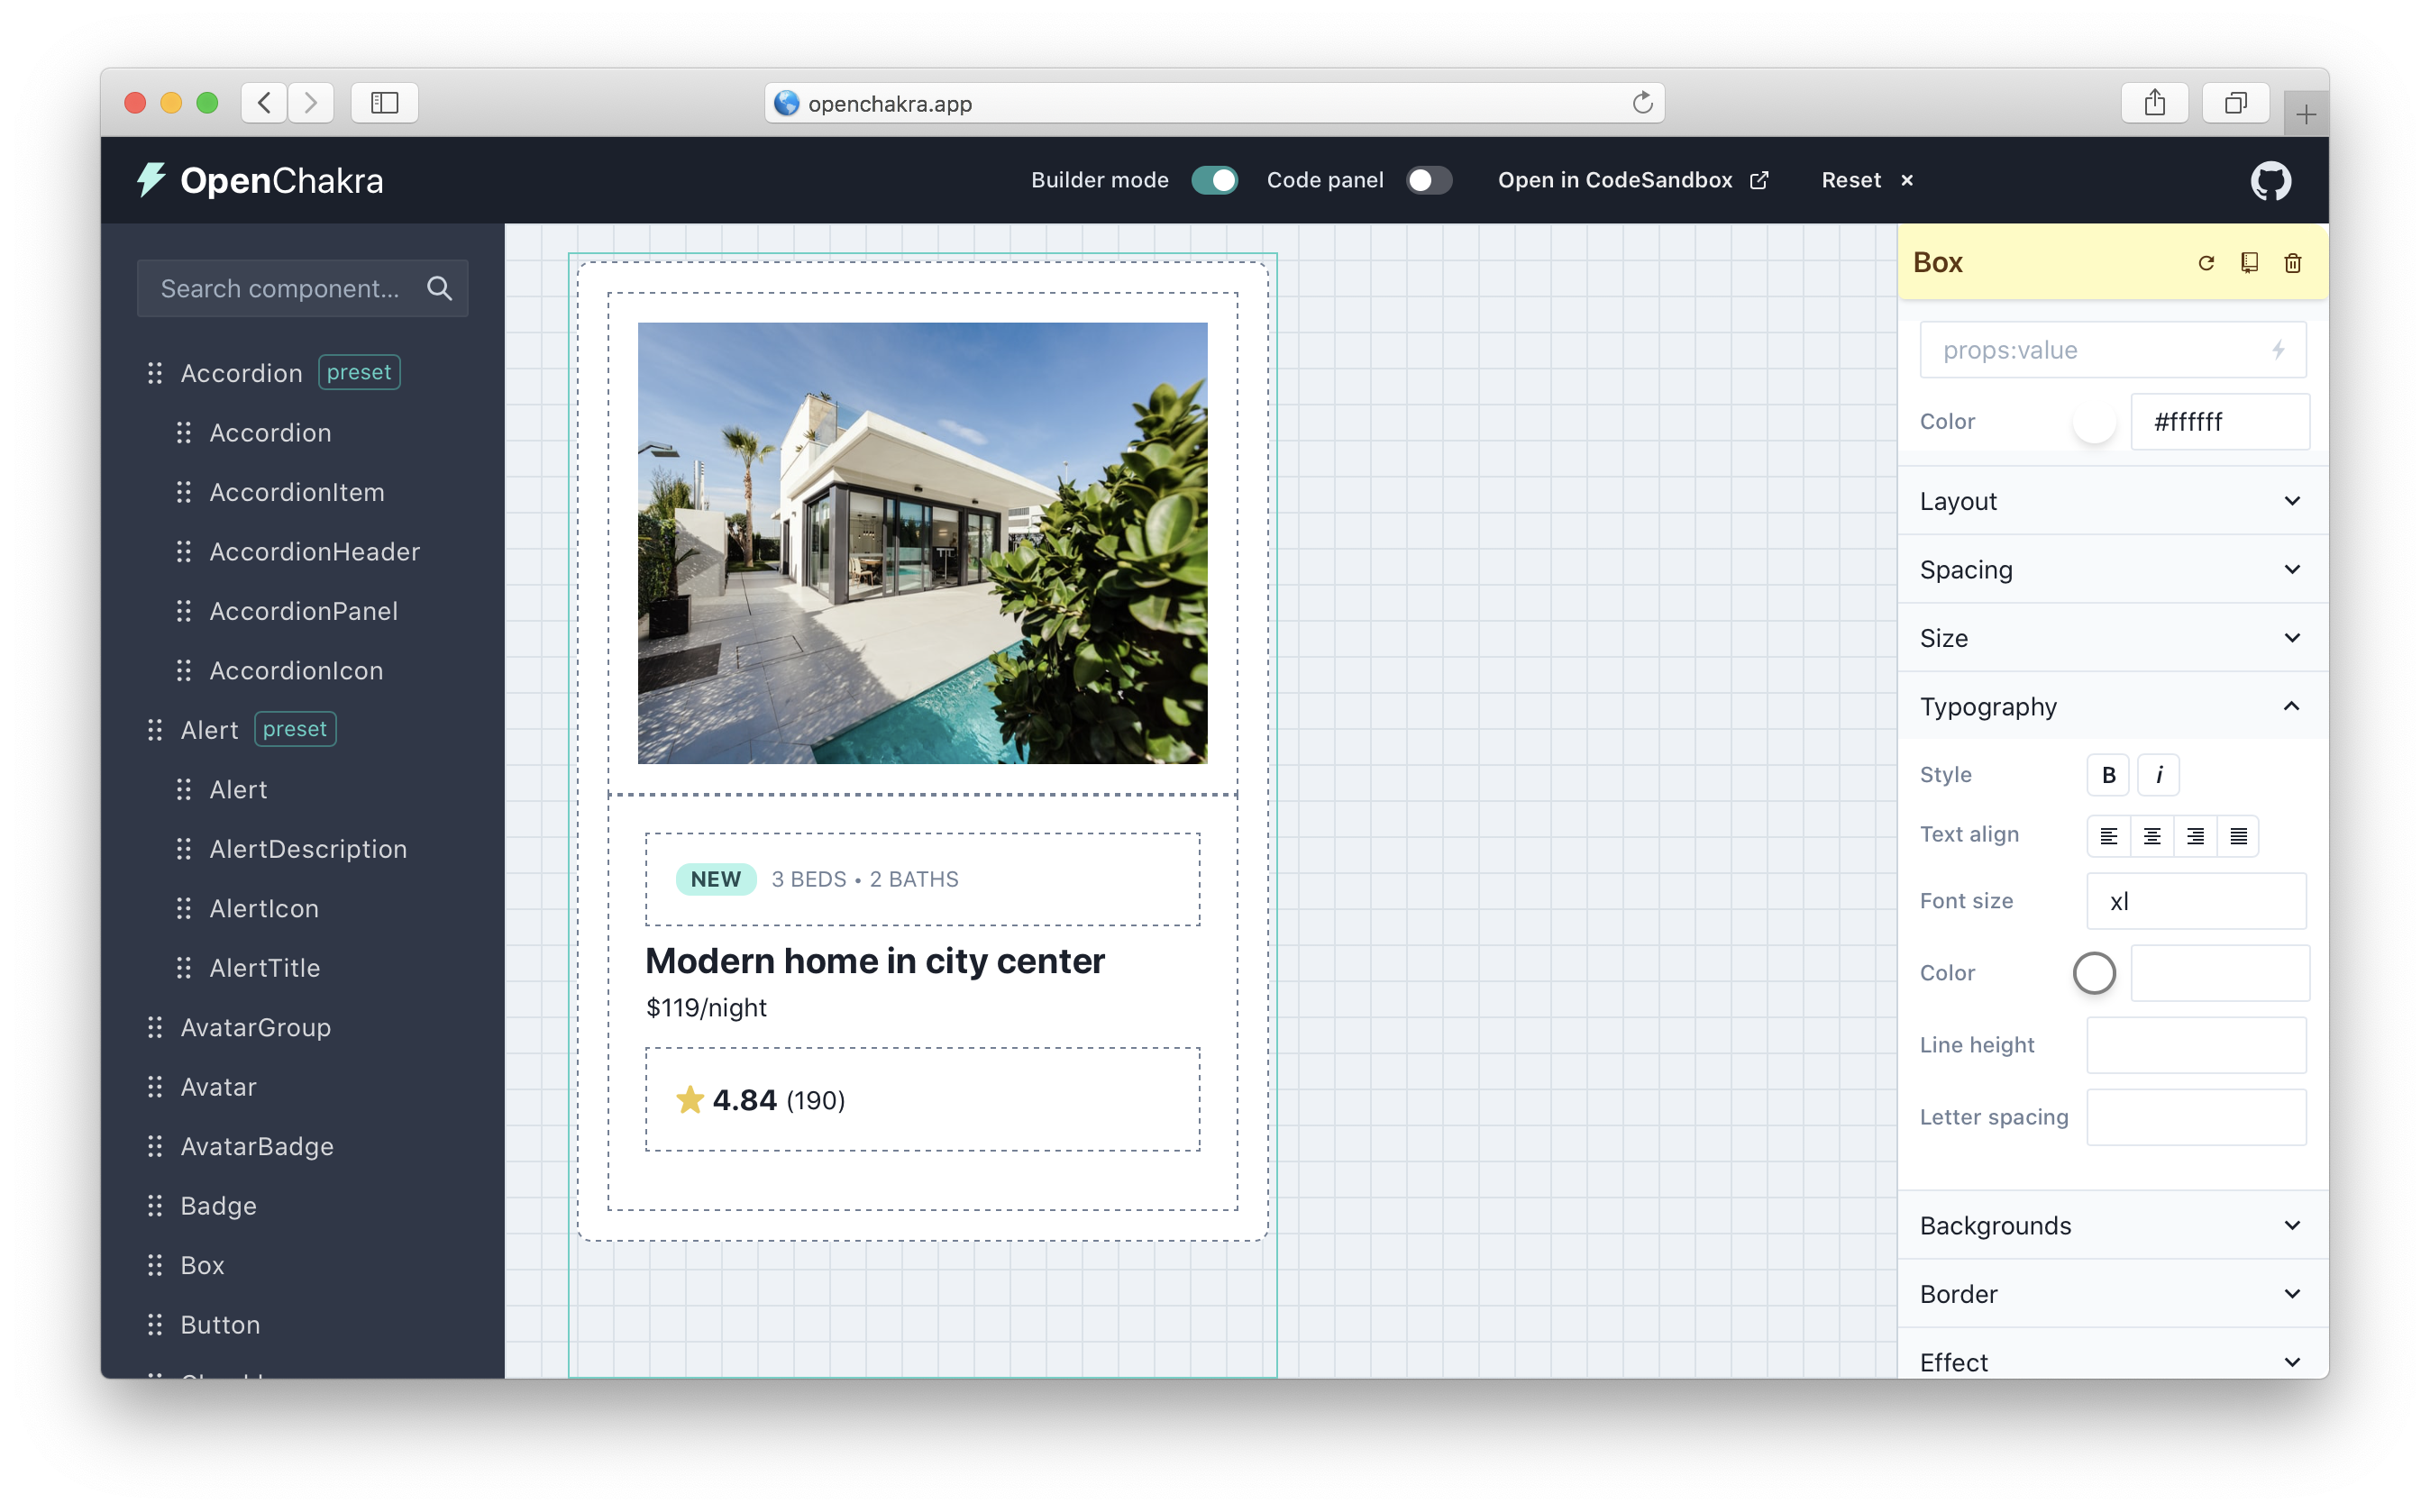 openchakra.app
OpenChakra
Builder mode
Code panel
Open in CodeSandbox
Reset
Search component...
Accordion preset
Accordion
AccordionItem
AccordionHeader
AccordionPanel
AccordionIcon
Alert preset
Alert
AlertDescription
AlertIcon
AlertTitle
AvatarGroup
Avatar
AvatarBadge
Badge
Box
Button
NEW 3 BEDS • 2 BATHS
Modern home in city center
$119/night
4.84 (190)
Box
props:value
Color #ffffff
Layout
Spacing
Size
Typography
Style B i
Text align
Font size xl
Color
Line height
Letter spacing
Backgrounds
Border
Effect